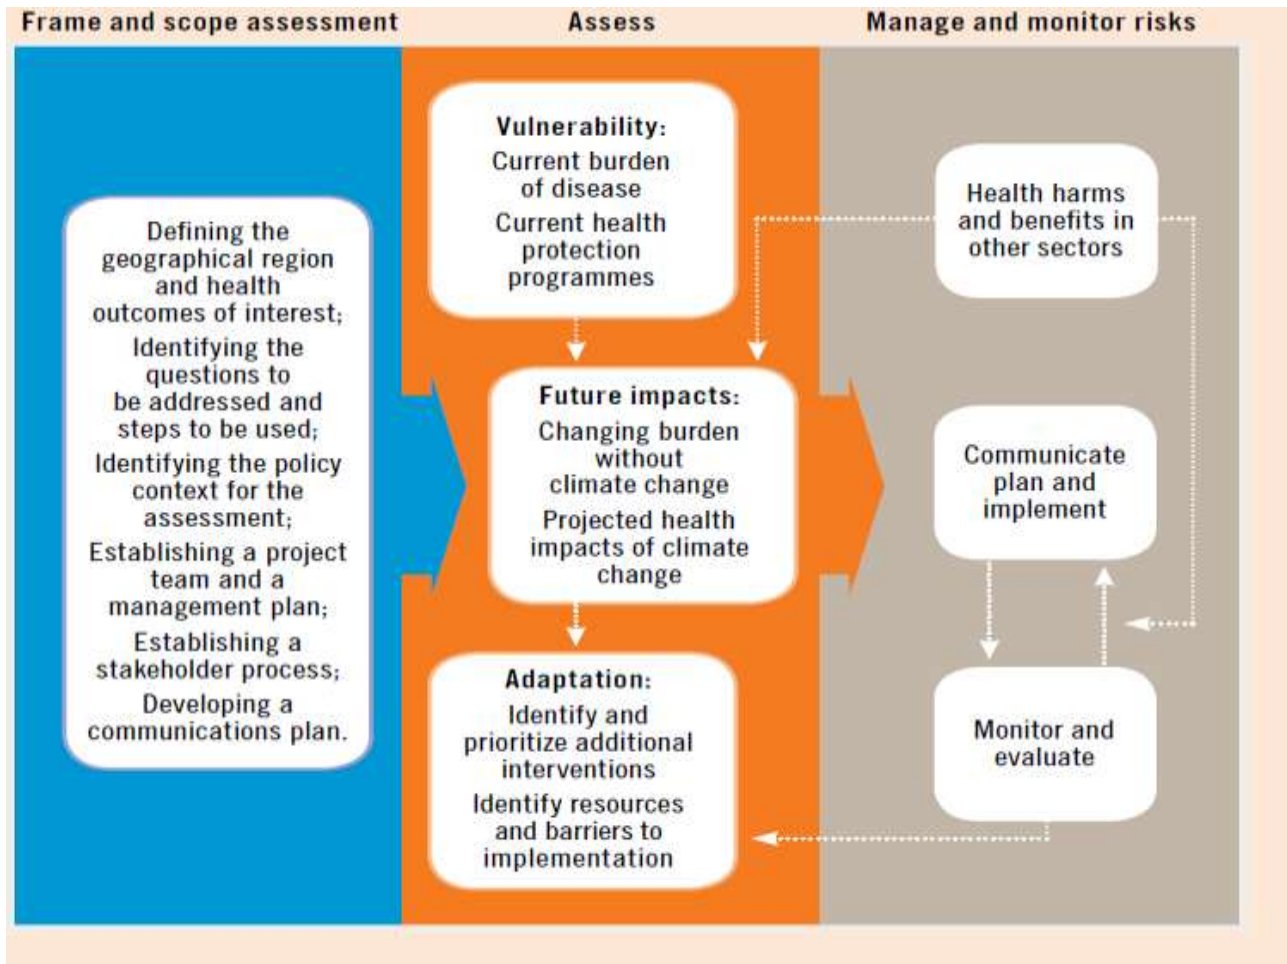 Frame and scope assessment
Assess
Manage and monitor risks
Defining the
geographical region
and health
outcomes of interest;
Identifying the
questions to
be addressed and
steps to be used;
Identifying the policy
context for the
assessment;
Establishing a project
team and a
management plan;
Establishing a
stakeholder process;
Developing a
communications plan.
Vulnerability:
Current burden
of disease
Current health
protection
programmes
Future impacts:
Changing burden
without
climate change
Projected health
impacts of climate
change
Adaptation:
Identify and
prioritize additional
interventions
Identify resources
and barriers to
implementation
Health harms
and benefits in
other sectors
Communicate
plan and
implement
Monitor and
evaluate